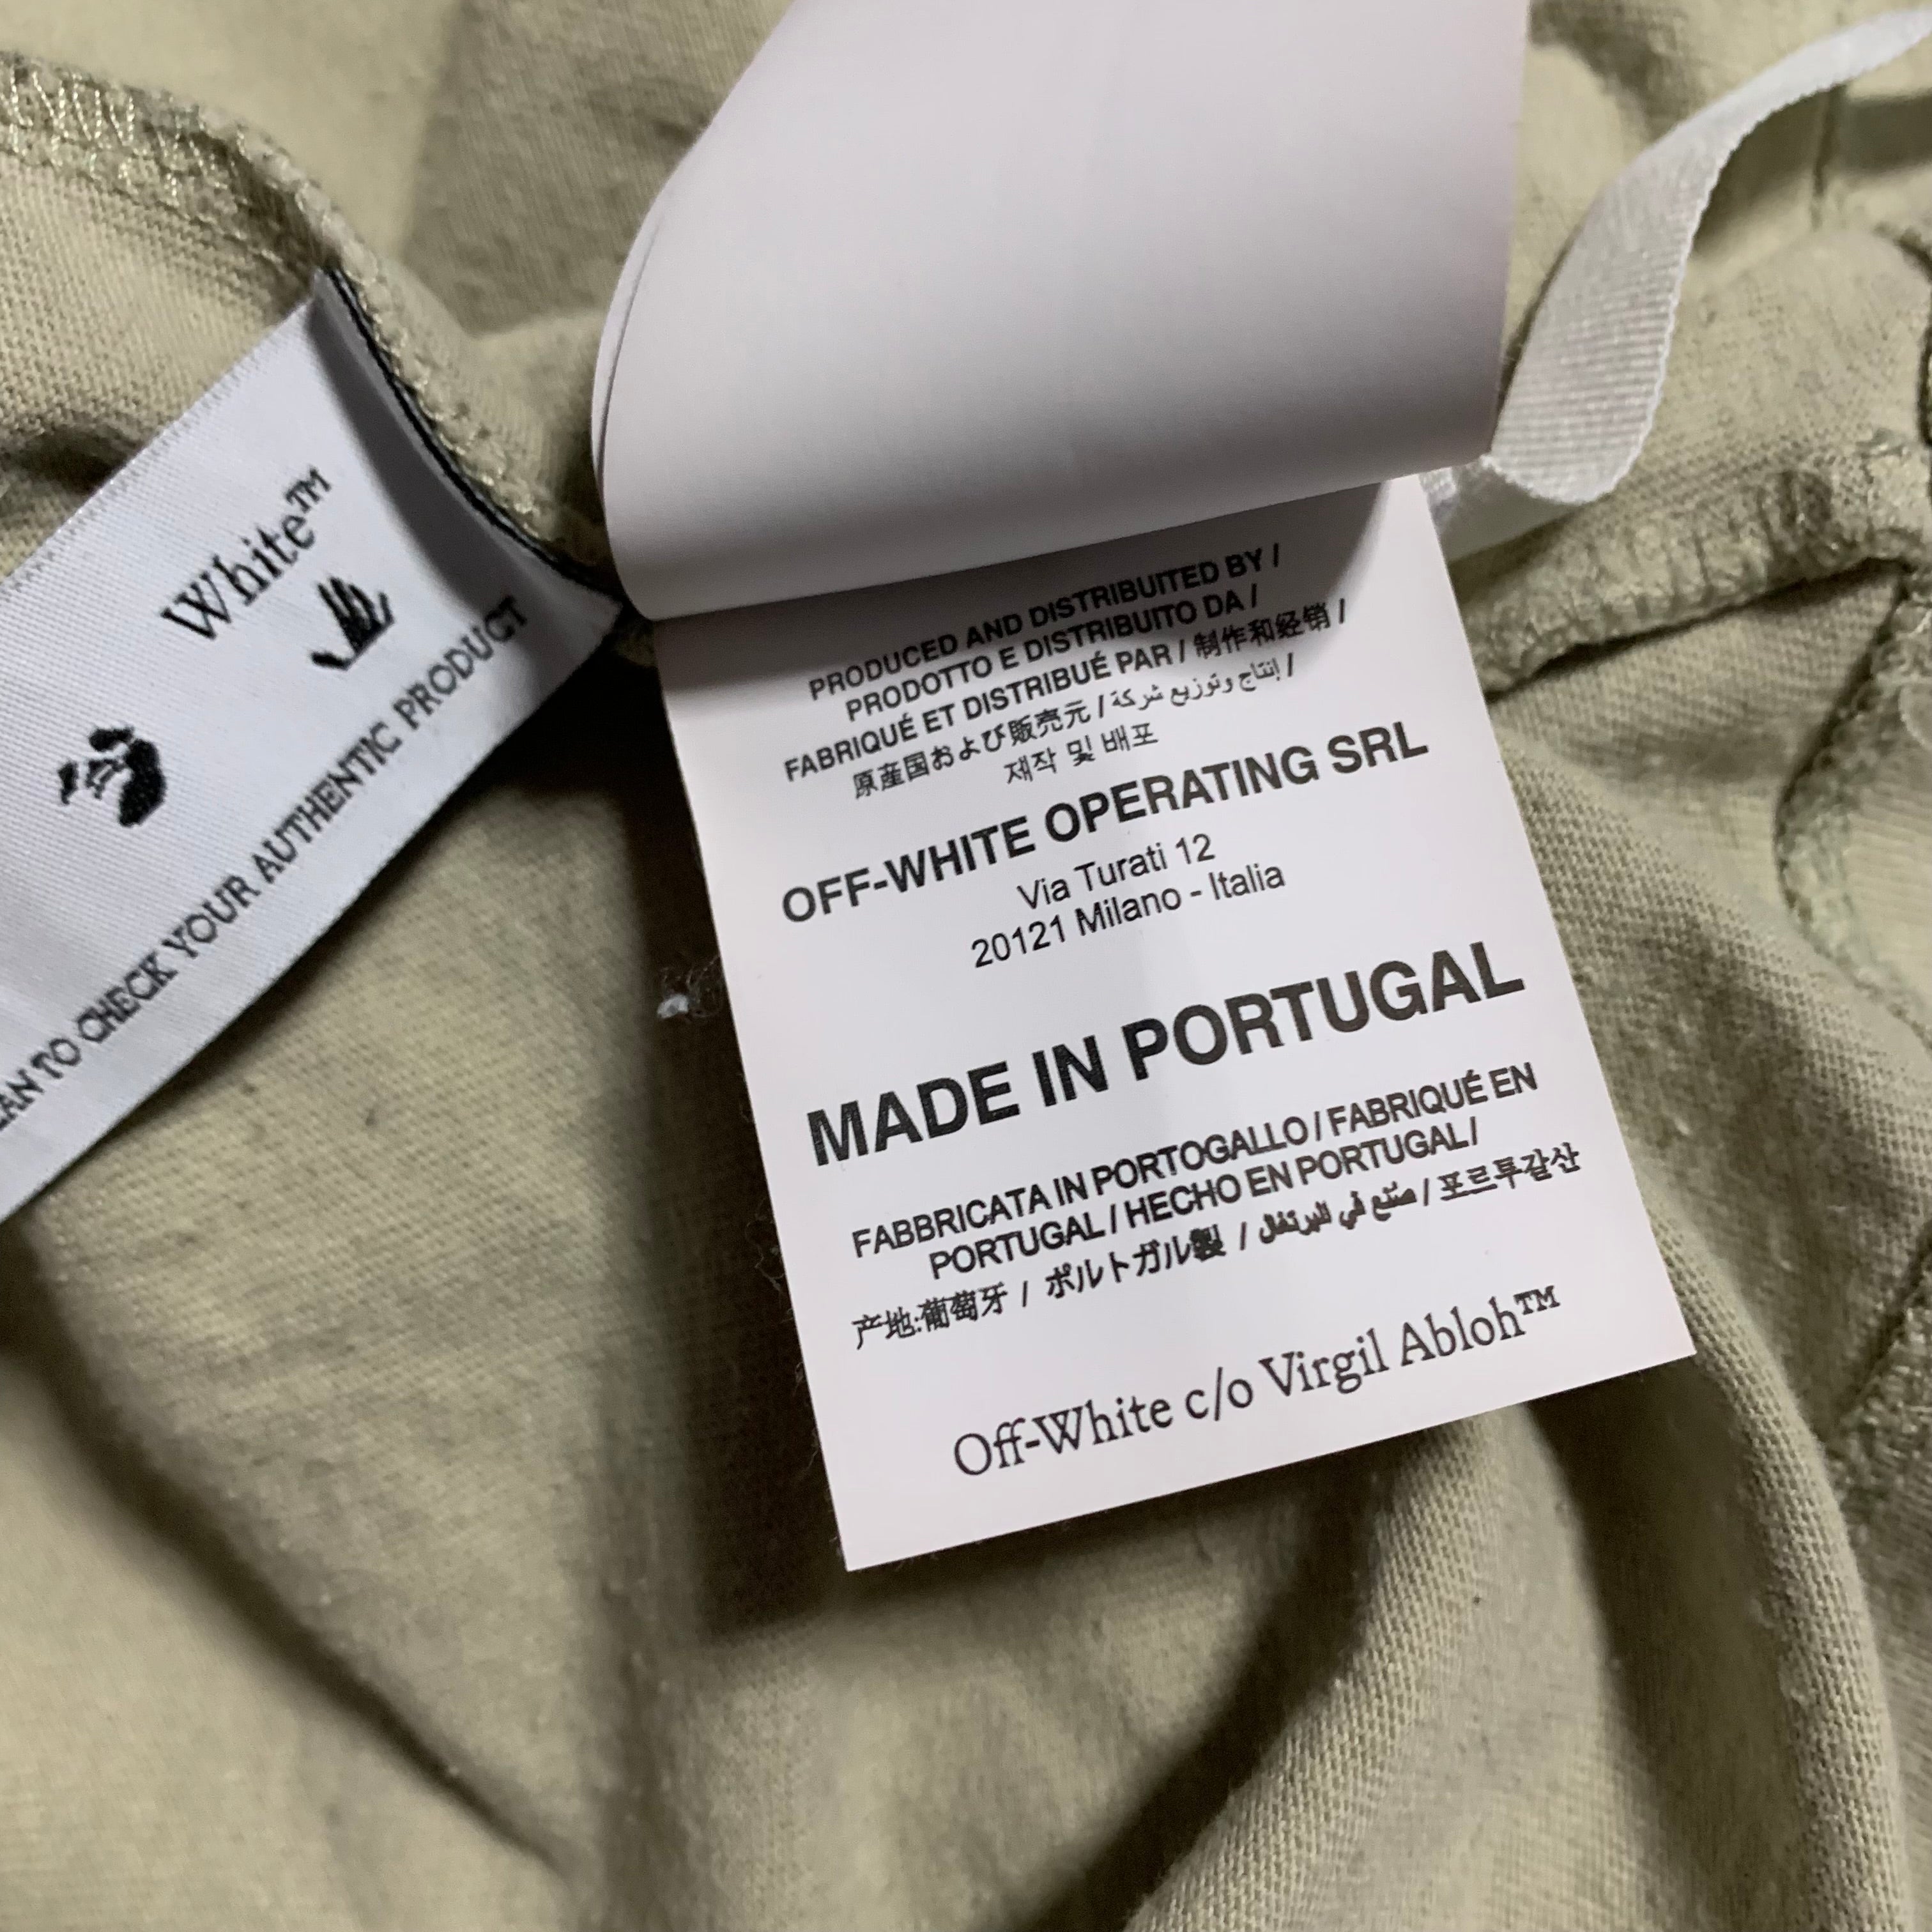 White™
TO CHECK YOUR AUTHENTIC PRODUCT
PRODUCED AND DISTRIBUITED BY /
PRODOTTO E DISTRIBUITO DA /
FABRIQUÉ ET DISTRIBUÉ PAR / 制作和经销 /
原産国および販売元 / إنتاج وتوزيع شركة /
재작 및 배포
OFF-WHITE OPERATING SRL
Via Turati 12
20121 Milano - Italia
MADE IN PORTUGAL
FABBRICATA IN PORTOGALLO / FABRIQUÉ EN
PORTUGAL / HECHO EN PORTUGAL /
产地:葡萄牙 / ポルトガル製 / صنع في البرتغال / 포르투갈산
Off-White c/o Virgil Abloh™